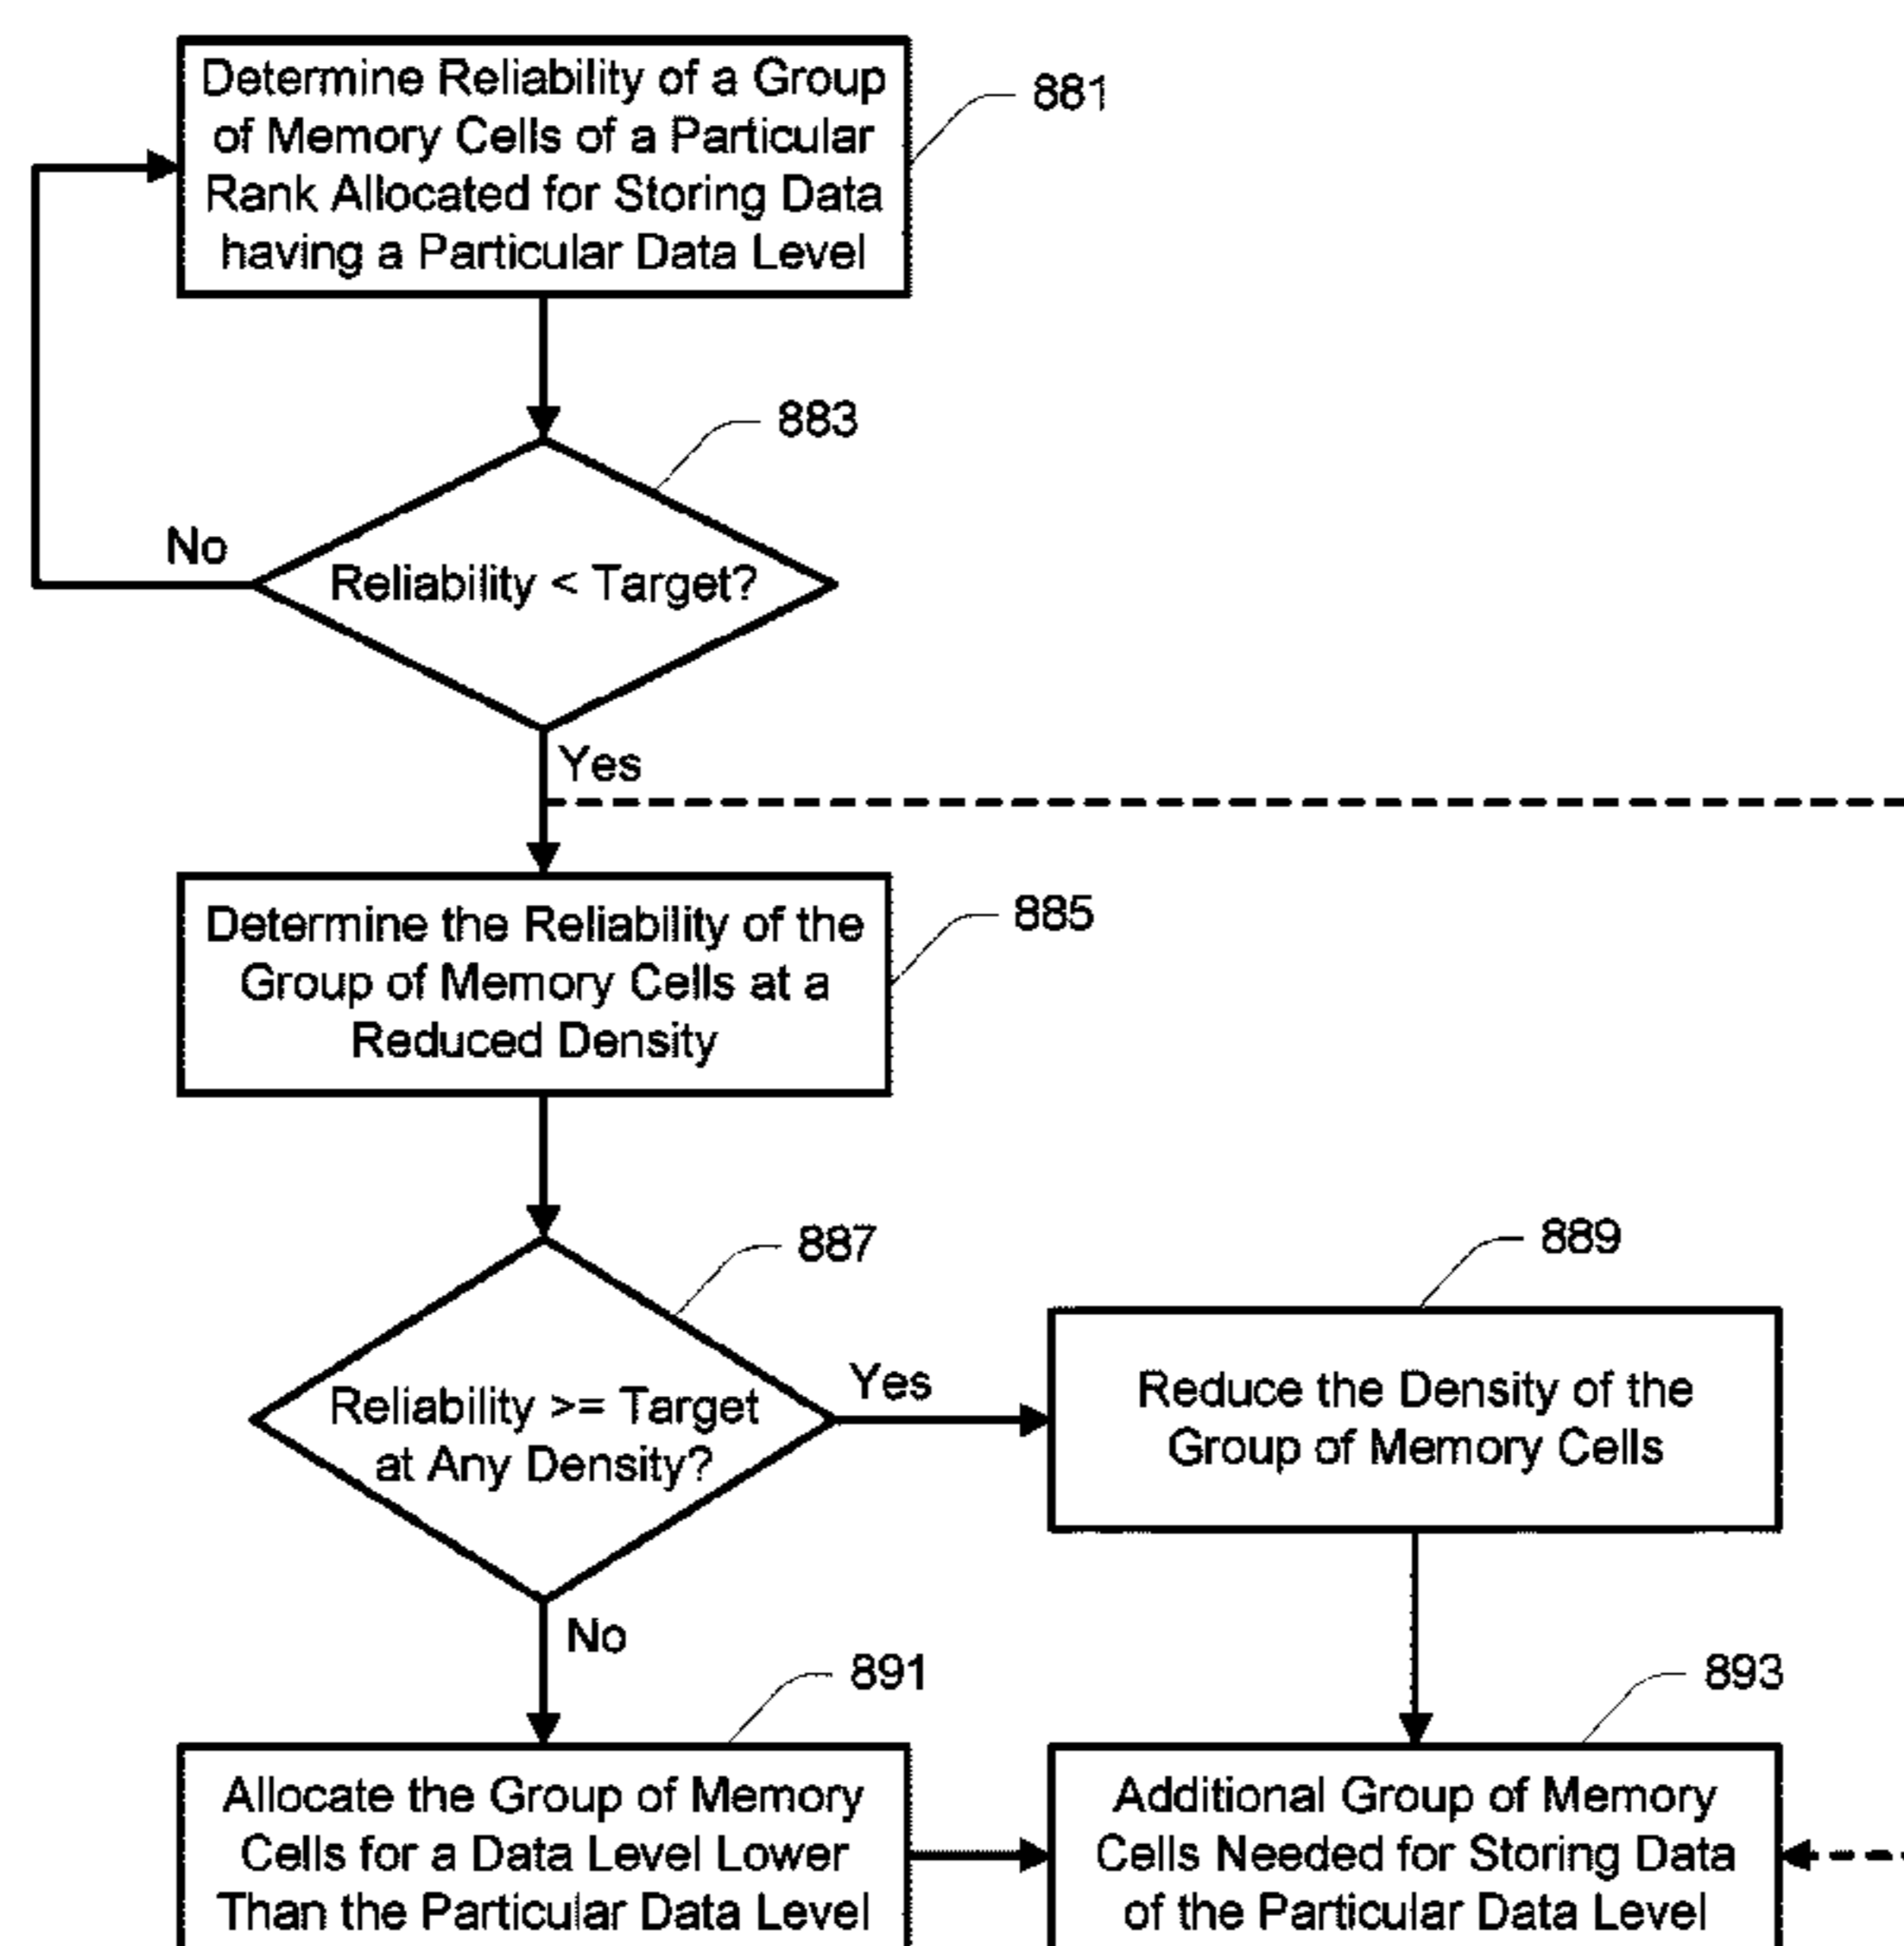 Determine Reliability of a Group
of Memory Cells of a Particular
Rank Allocated for Storing Data
having a Particular Data Level
881
883
No
Reliability < Target?
Yes
Determine the Reliability of the
Group of Memory Cells at a
Reduced Density
885
887
889
Reliability >= Target
at Any Density?
Yes
Reduce the Density of the
Group of Memory Cells
No
891
893
Allocate the Group of Memory
Cells for a Data Level Lower
Than the Particular Data Level
Additional Group of Memory
Cells Needed for Storing Data
of the Particular Data Level